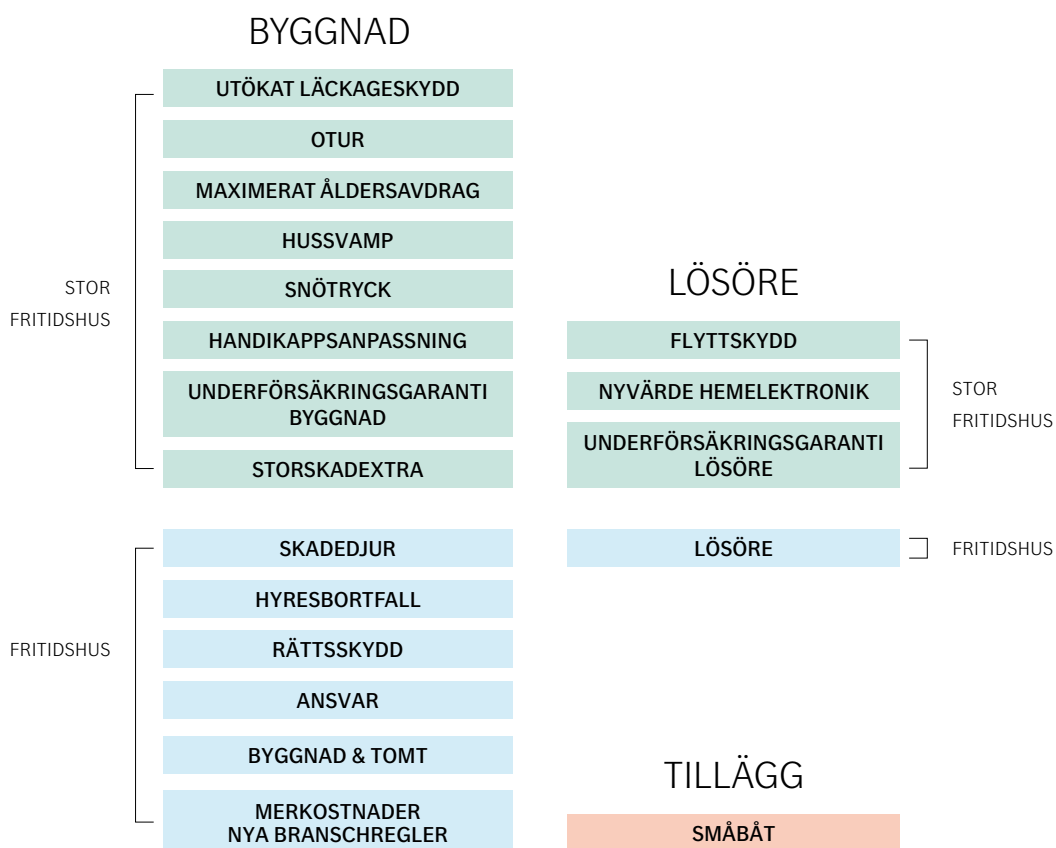 BYGGNAD
UTÖKAT LÄCKAGESKYDD
OTUR
MAXIMERAT ÅLDERSAVDRAG
HUSSVAMP
SNÖTRYCK
HANDIKAPPSANPASSNING
UNDERFÖRSÄKRINGSGARANTI
BYGGNAD
STORSKADEXTRA
STOR
FRITIDSHUS
SKADEDJUR
HYRESBORTFALL
RÄTTSSKYDD
ANSVAR
BYGGNAD & TOMT
MERKOSTNADER
NYA BRANSCHREGLER
FRITIDSHUS
LÖSÖRE
FLYTTSKYDD
NYVÄRDE HEMELEKTRONIK
UNDERFÖRSÄKRINGSGARANTI
LÖSÖRE
STOR
FRITIDSHUS
LÖSÖRE
FRITIDSHUS
TILLÄGG
SMÅBÅT